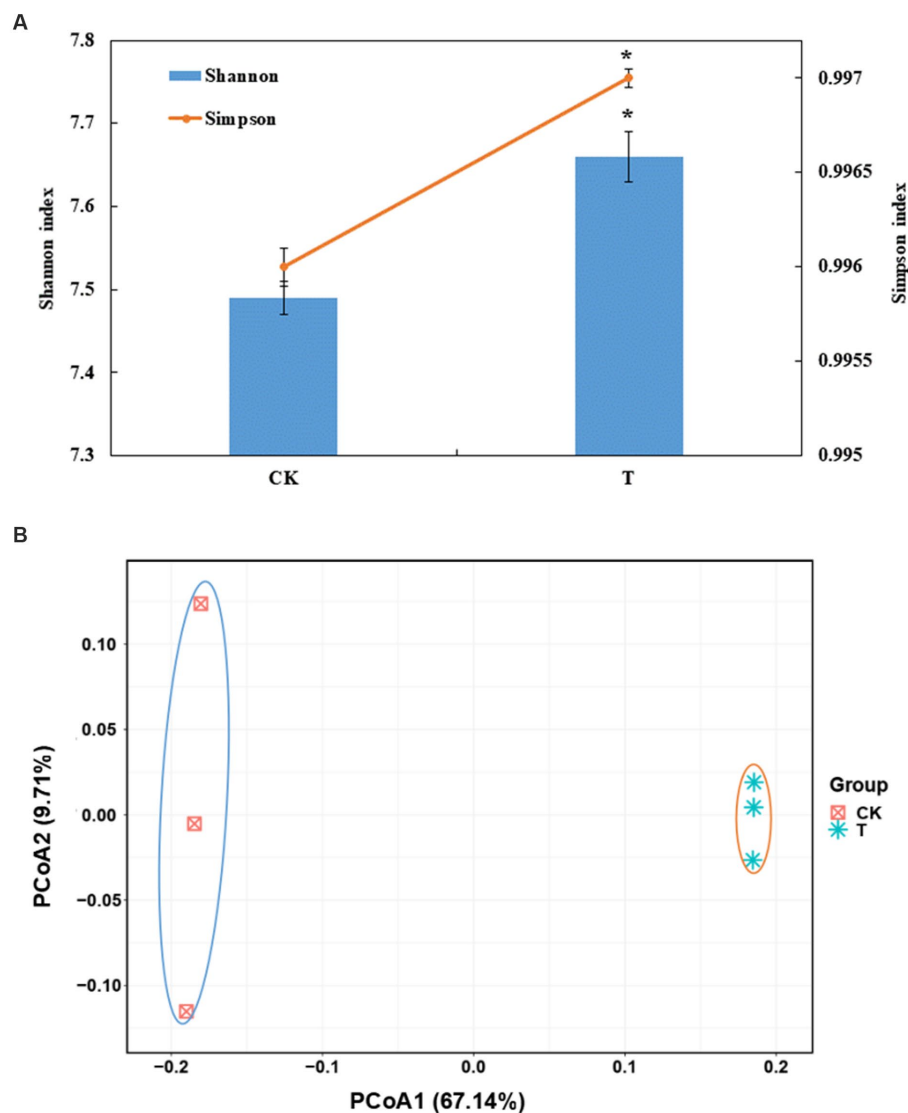 A
7.8
7.7
7.6
7.5
7.4
7.3
Shannon index
Shannon
Simpson
*
*
0.997
0.9965
0.996
0.9955
0.995
Simpson index
CK T
B
0.10
0.05
0.00
−0.05
−0.10
PCoA2 (9.71%)
−0.2 −0.1 0.0 0.1 0.2
PCoA1 (67.14%)
Group
CK
T